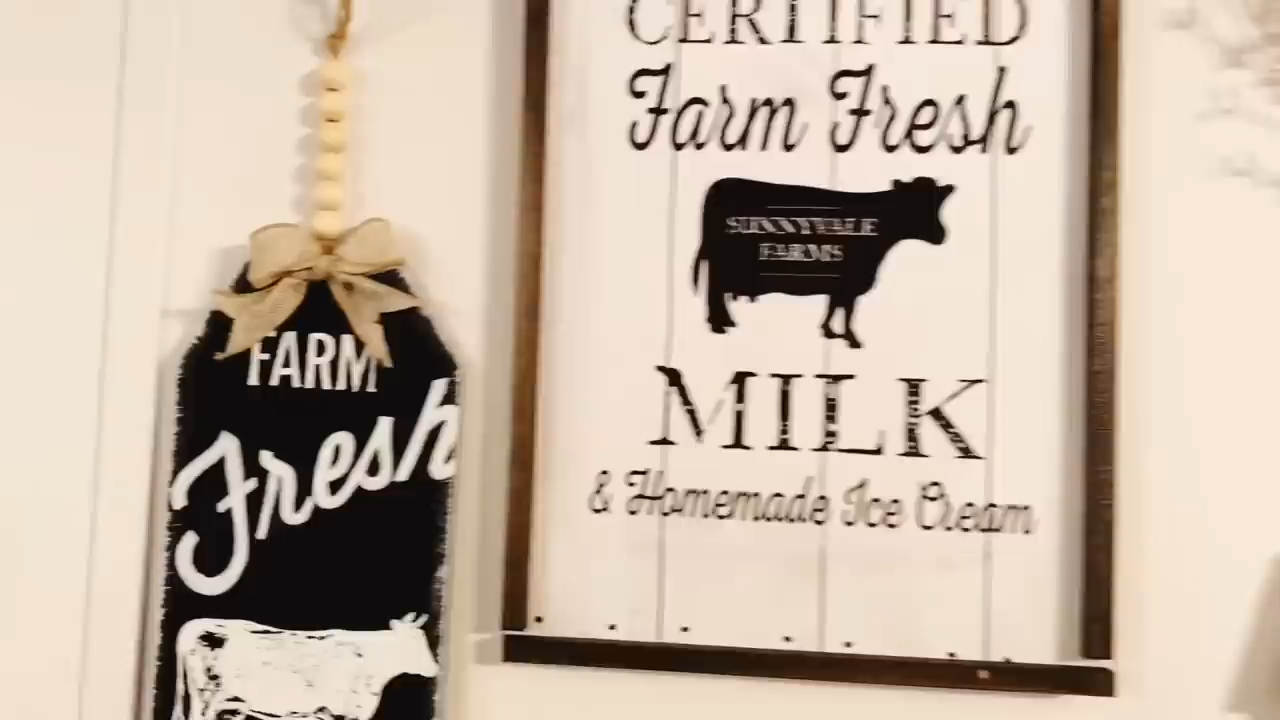 FARM
Fresh
CERTIFIED
Farm Fresh
SUNNYVALE
FARMS
MILK
& Homemade Ice Cream